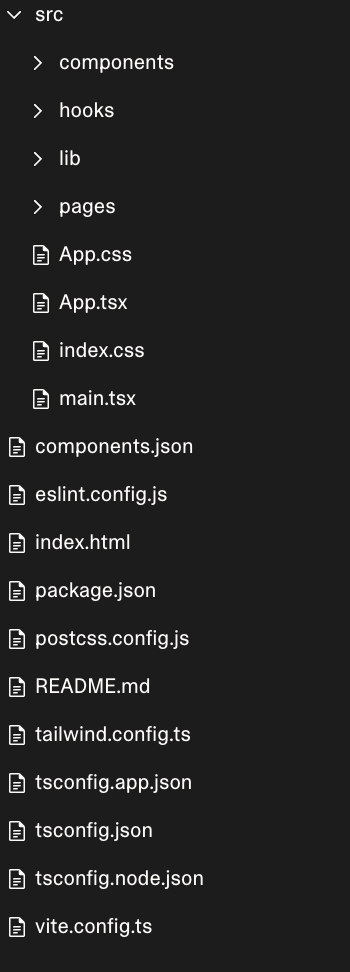 src
components
hooks
lib
pages
App.css
App.tsx
index.css
main.tsx
components.json
eslint.config.js
index.html
package.json
postcss.config.js
README.md
tailwind.config.ts
tsconfig.app.json
tsconfig.json
tsconfig.node.json
vite.config.ts